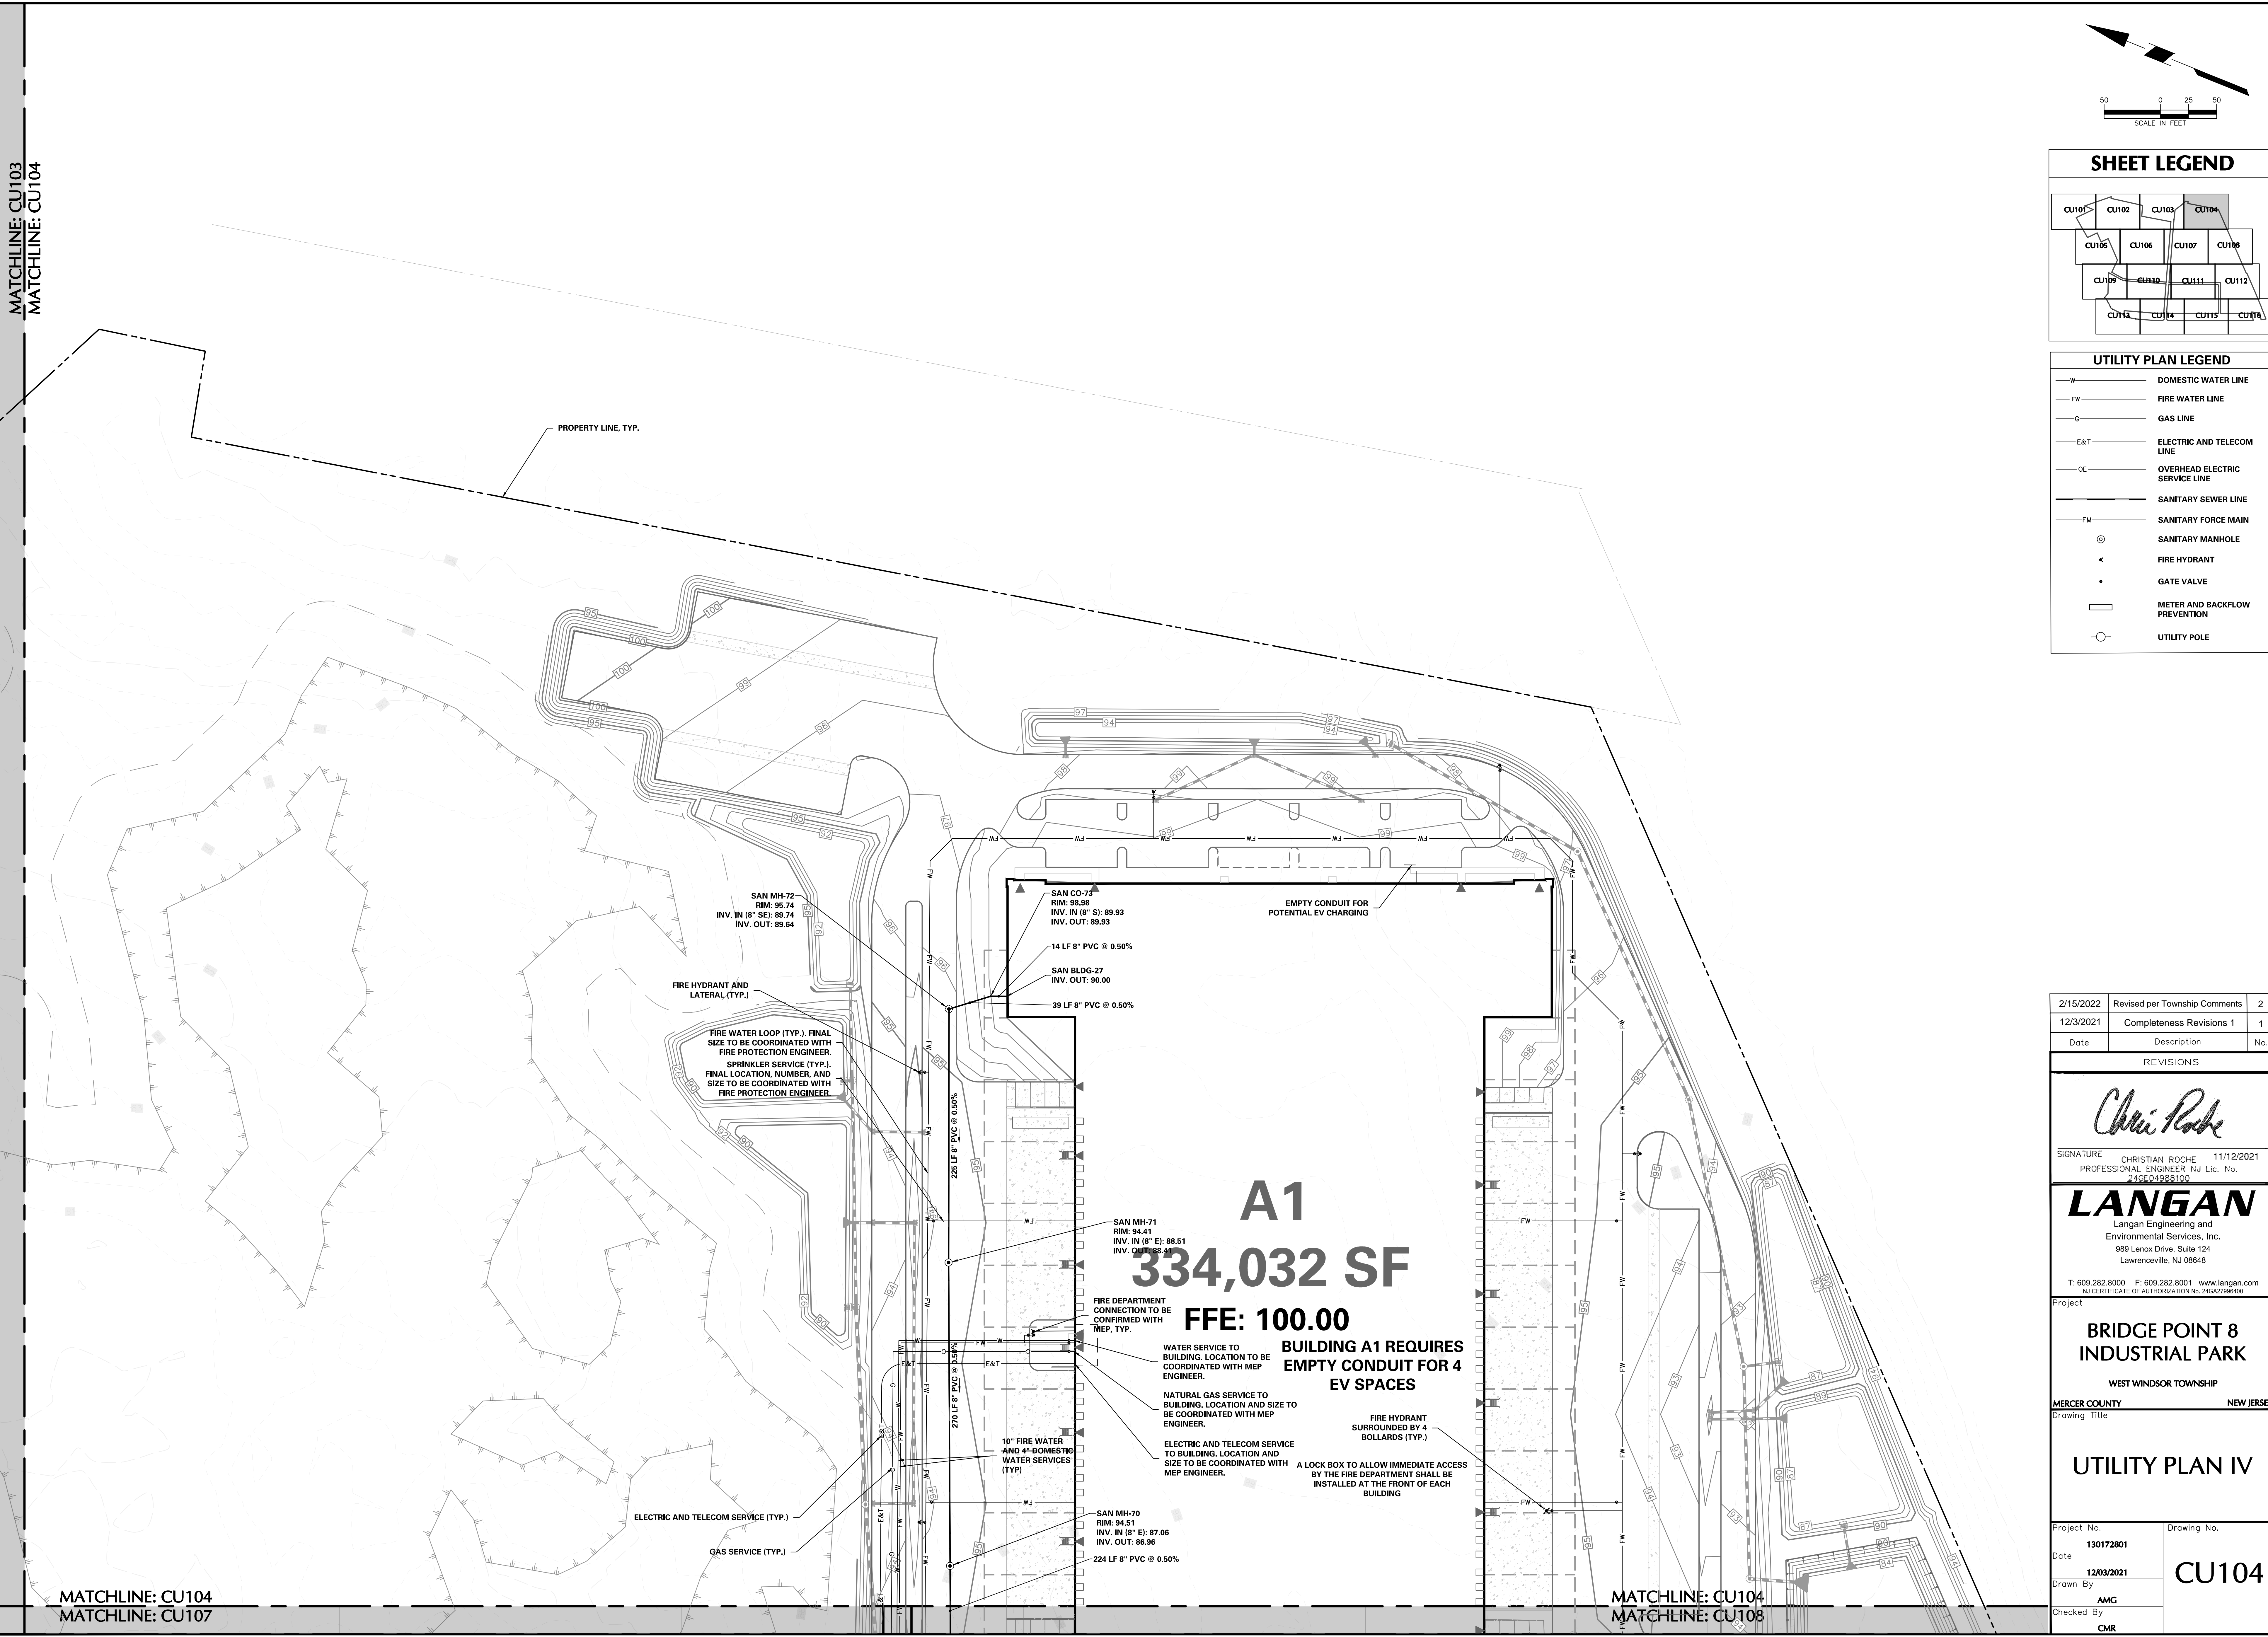 MATCHLINE: CU103
MATCHLINE: CU104
50 0 25 50
SCALE IN FEET
SHEET LEGEND
CU101 CU102 CU103 CU104
CU105 CU106 CU107 CU108
CU109 CU110 CU111 CU112
CU113 CU114 CU115 CU116
UTILITY PLAN LEGEND
W DOMESTIC WATER LINE
FW FIRE WATER LINE
G GAS LINE
E&T ELECTRIC AND TELECOM
LINE
OE OVERHEAD ELECTRIC
SERVICE LINE
SANITARY SEWER LINE
FM SANITARY FORCE MAIN
SANITARY MANHOLE
FIRE HYDRANT
GATE VALVE
METER AND BACKFLOW
PREVENTION
UTILITY POLE
PROPERTY LINE, TYP.
SAN MH-72
RIM: 95.74
INV. IN (8" SE): 89.74
INV. OUT: 89.64
SAN CO-73
RIM: 98.98
INV. IN (8" S): 89.93
INV. OUT: 89.93
14 LF 8" PVC @ 0.50%
SAN BLDG-27
INV. OUT: 90.00
39 LF 8" PVC @ 0.50%
EMPTY CONDUIT FOR
POTENTIAL EV CHARGING
FIRE HYDRANT AND
LATERAL (TYP.)
FIRE WATER LOOP (TYP.). FINAL
SIZE TO BE COORDINATED WITH
FIRE PROTECTION ENGINEER.
SPRINKLER SERVICE (TYP.).
FINAL LOCATION, NUMBER, AND
SIZE TO BE COORDINATED WITH
FIRE PROTECTION ENGINEER.
225 LF 8" PVC @ 0.50%
SAN MH-71
RIM: 94.41
INV. IN (8" E): 88.51
INV. OUT: 88.41
A1
334,032 SF
FFE: 100.00
BUILDING A1 REQUIRES
EMPTY CONDUIT FOR 4
EV SPACES
FIRE DEPARTMENT
CONNECTION TO BE
CONFIRMED WITH
MEP, TYP.
WATER SERVICE TO
BUILDING. LOCATION TO BE
COORDINATED WITH MEP
ENGINEER.
NATURAL GAS SERVICE TO
BUILDING. LOCATION AND SIZE TO
BE COORDINATED WITH MEP
ENGINEER.
ELECTRIC AND TELECOM SERVICE
TO BUILDING. LOCATION AND
SIZE TO BE COORDINATED WITH
MEP ENGINEER.
270 LF 8" PVC @ 0.50%
10" FIRE WATER
AND 4" DOMESTIC
WATER SERVICES
(TYP)
FIRE HYDRANT
SURROUNDED BY 4
BOLLARDS (TYP.)
A LOCK BOX TO ALLOW IMMEDIATE ACCESS
BY THE FIRE DEPARTMENT SHALL BE
INSTALLED AT THE FRONT OF EACH
BUILDING
ELECTRIC AND TELECOM SERVICE (TYP.)
GAS SERVICE (TYP.)
SAN MH-70
RIM: 94.51
INV. IN (8" E): 87.06
INV. OUT: 86.96
224 LF 8" PVC @ 0.50%
MATCHLINE: CU104
MATCHLINE: CU107
MATCHLINE: CU104
MATCHLINE: CU108
2/15/2022 Revised per Township Comments 2
12/3/2021 Completeness Revisions 1 1
Date Description No.
REVISIONS
Chris Roche
SIGNATURE CHRISTIAN ROCHE 11/12/2021
PROFESSIONAL ENGINEER NJ Lic. No.
24GE04988100
LANGAN
Langan Engineering and
Environmental Services, Inc.
989 Lenox Drive, Suite 124
Lawrenceville, NJ 08648
T: 609.282.8000 F: 609.282.8001 www.langan.com
NJ CERTIFICATE OF AUTHORIZATION No. 24GA27996400
Project
BRIDGE POINT 8
INDUSTRIAL PARK
WEST WINDSOR TOWNSHIP
MERCER COUNTY NEW JERSE
Drawing Title
UTILITY PLAN IV
Project No.
130172801
Date
12/03/2021
Drawn By
AMG
Checked By
CMR
Drawing No.
CU104